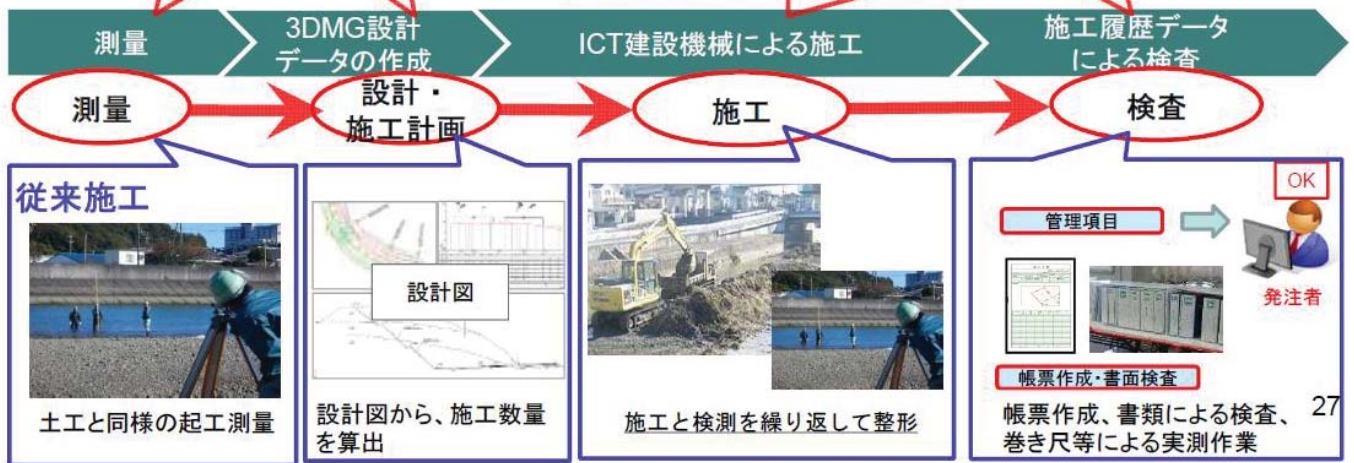 測量
3DMG設計
データの作成
ICT建設機械による施工
施工履歴データ
による検査
測量
設計・
施工計画
施工
検査
従来施工
土工と同様の起工測量
設計図
設計図から、施工数量
を算出
施工と検測を繰り返して整形
OK
管理項目
発注者
帳票作成・書面検査
帳票作成、書類による検査、
巻き尺等による実測作業
27